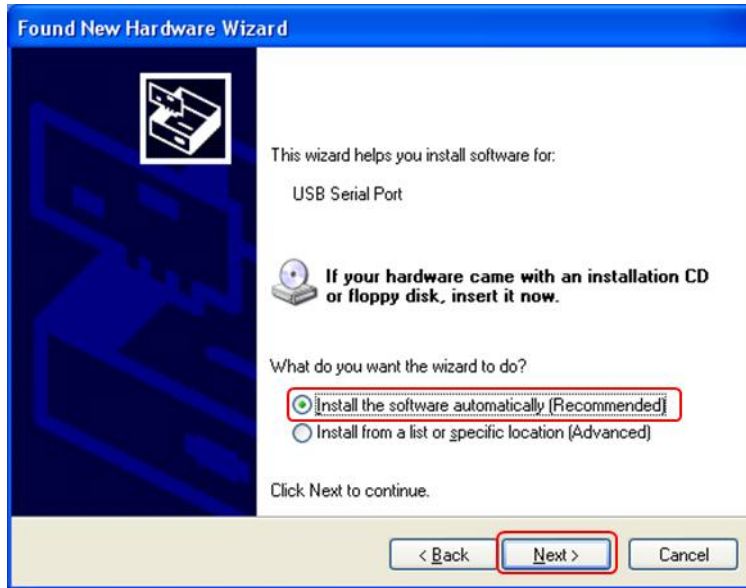 Found New Hardware Wizard
This wizard helps you install software for:
USB Serial Port
If your hardware came with an installation CD
or floppy disk, insert it now.
What do you want the wizard to do?
Install the software automatically (Recommended)
Install from a list or specific location (Advanced)
Click Next to continue.
< Back Next > Cancel